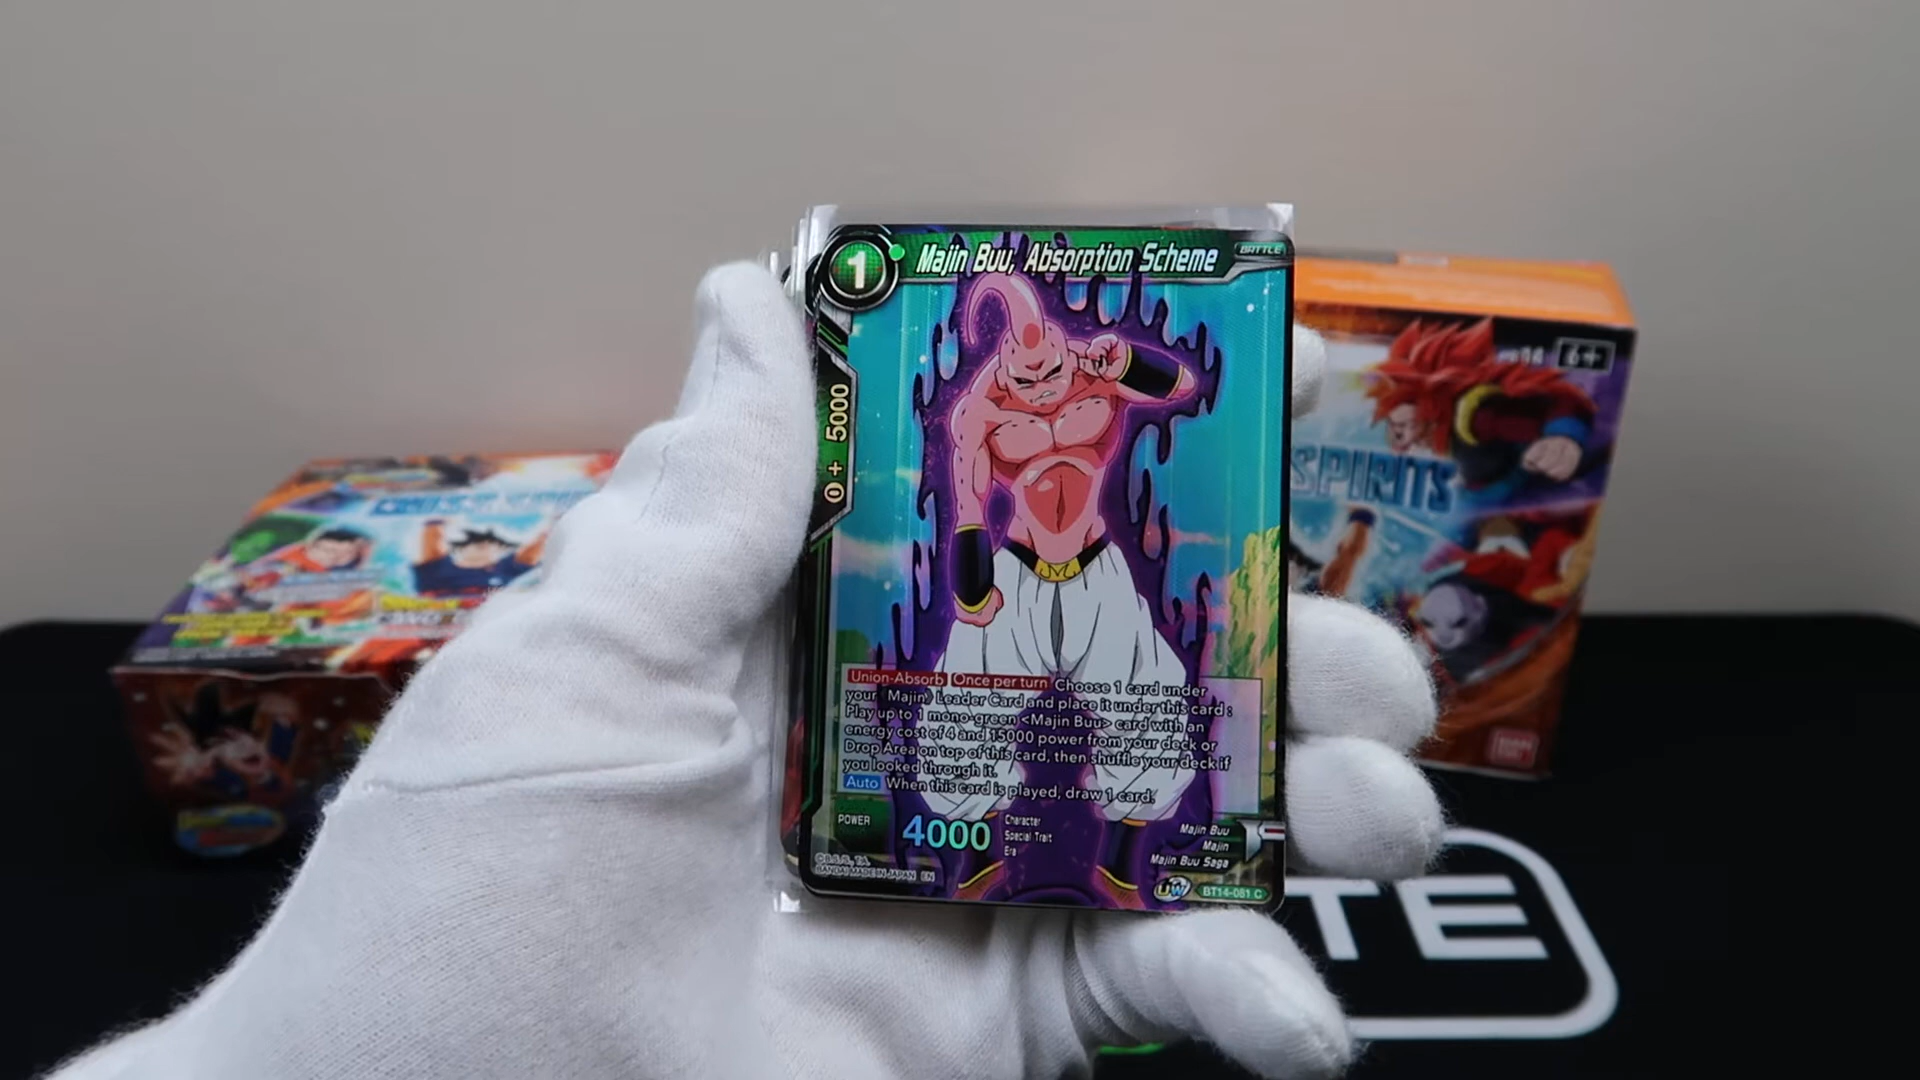 1
Majin Buu, Absorption Scheme
BATTLE
0 + 5000
Union-Absorb Once per turn Choose 1 card under
your 《Majin》 Leader Card and place it under this card :
Play up to 1 mono-green <Majin Buu> card with an
energy cost of 4 and 15000 power from your deck or
Drop Area on top of this card, then shuffle your deck if
you looked through it.
Auto When this card is played, draw 1 card.
POWER
4000
Character
Special Trait
Era
Majin Buu
Majin
Majin Buu Saga
©B.S./S., T.A.
BANDAI MADE IN JAPAN EN
UW
BT14-081 C
SPIRITS
TE